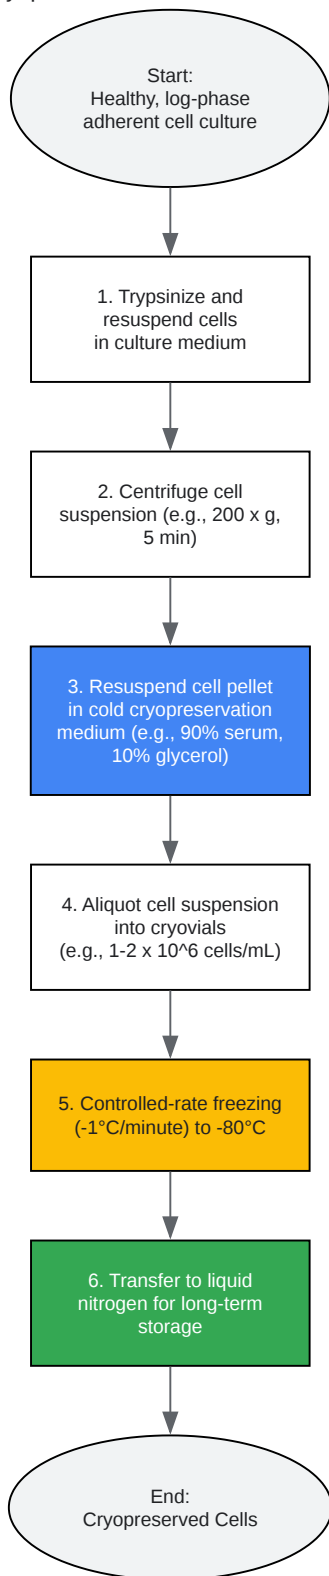 Start:
Healthy, log-phase
adherent cell culture
1. Trypsinize and
resuspend cells
in culture medium
2. Centrifuge cell
suspension (e.g., 200 x g,
5 min)
3. Resuspend cell pellet
in cold cryopreservation
medium (e.g., 90% serum,
10% glycerol)
4. Aliquot cell suspension
into cryovials
(e.g., 1-2 x 10^6 cells/mL)
5. Controlled-rate freezing
(-1°C/minute) to -80°C
6. Transfer to liquid
nitrogen for long-term
storage
End:
Cryopreserved Cells